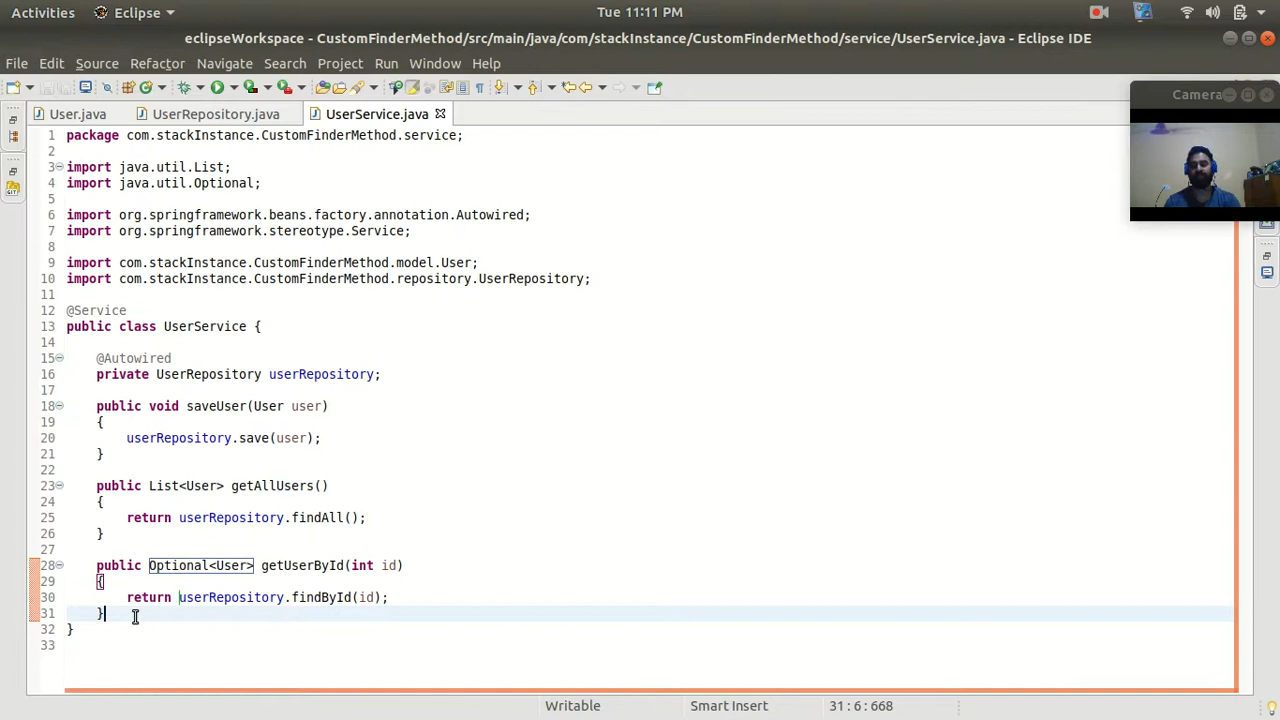 Activities Eclipse Tue 11:11 PM
eclipseWorkspace - CustomFinderMethod/src/main/java/com/stackInstance/CustomFinderMethod/service/UserService.java - Eclipse IDE
File Edit Source Refactor Navigate Search Project Run Window Help
User.java UserRepository.java UserService.java
Camera
1 package com.stackInstance.CustomFinderMethod.service;
2
3 import java.util.List;
4 import java.util.Optional;
5
6 import org.springframework.beans.factory.annotation.Autowired;
7 import org.springframework.stereotype.Service;
8
9 import com.stackInstance.CustomFinderMethod.model.User;
10 import com.stackInstance.CustomFinderMethod.repository.UserRepository;
11
12 @Service
13 public class UserService {
14
15 @Autowired
16 private UserRepository userRepository;
17
18 public void saveUser(User user)
19 {
20 userRepository.save(user);
21 }
22
23 public List<User> getAllUsers()
24 {
25 return userRepository.findAll();
26 }
27
28 public Optional<User> getUserById(int id)
29 {
30 return userRepository.findById(id);
31 }
32 }
33
Writable Smart Insert 31 : 6 : 668